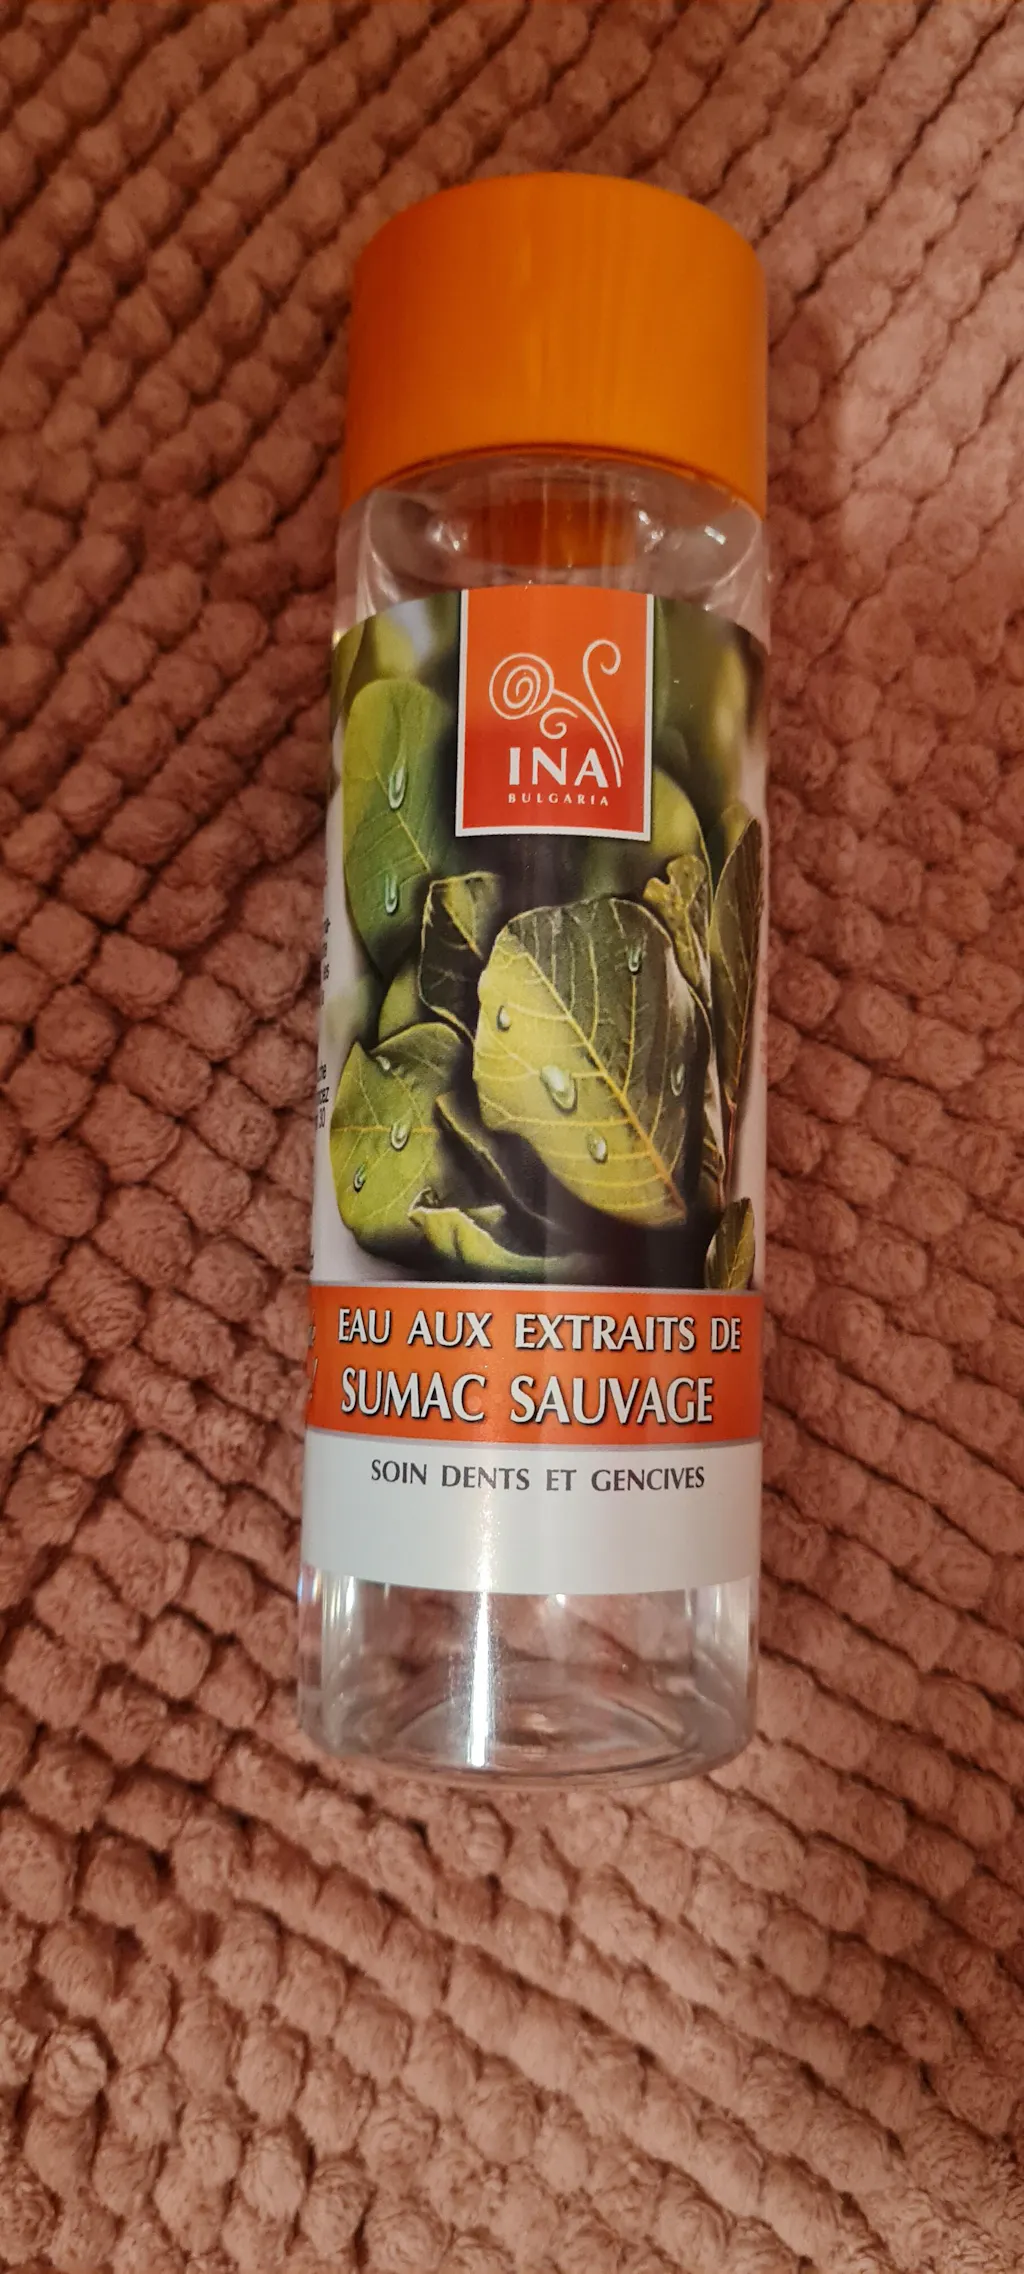 INA
BULGARIA
EAU AUX EXTRAITS DE
SUMAC SAUVAGE
SOIN DENTS ET GENCIVES